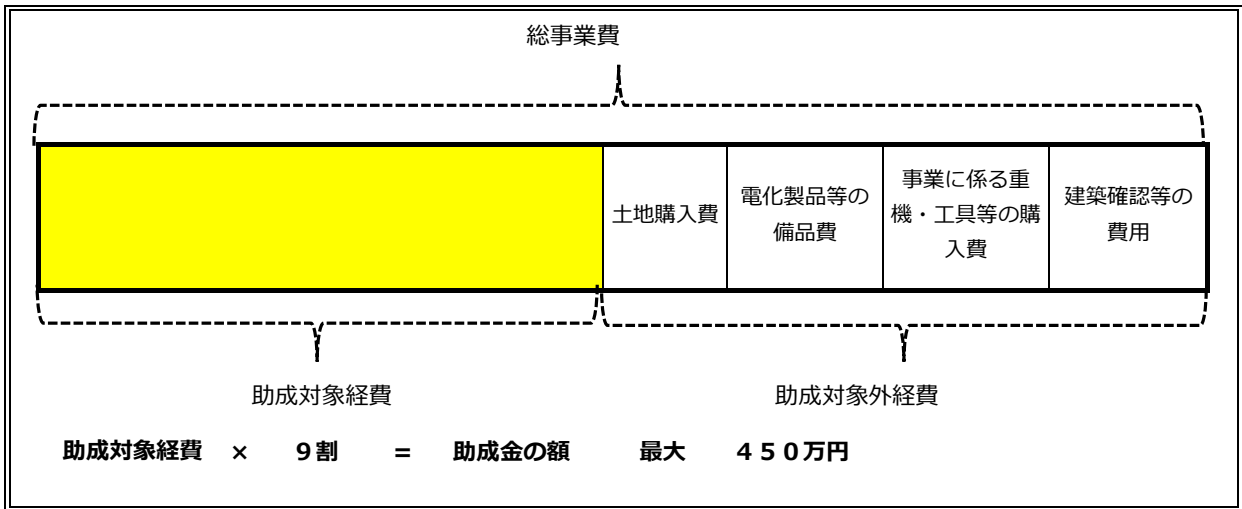 総事業費
土地購入費
電化製品等の
備品費
事業に係る重
機・工具等の購
入費
建築確認等の
費用
助成対象経費
助成対象外経費
助成対象経費 × ９割 = 助成金の額 最大 ４５０万円